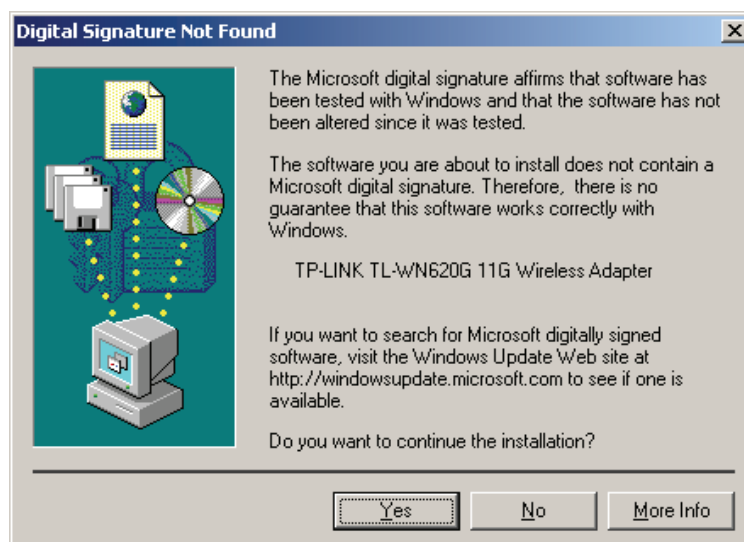 Digital Signature Not Found
The Microsoft digital signature affirms that software has
been tested with Windows and that the software has not
been altered since it was tested.
The software you are about to install does not contain a
Microsoft digital signature. Therefore,  there is no
guarantee that this software works correctly with
Windows.
TP-LINK TL-WN620G 11G Wireless Adapter
If you want to search for Microsoft digitally signed
software, visit the Windows Update Web site at
http://windowsupdate.microsoft.com to see if one is
available.
Do you want to continue the installation?
Yes No More Info